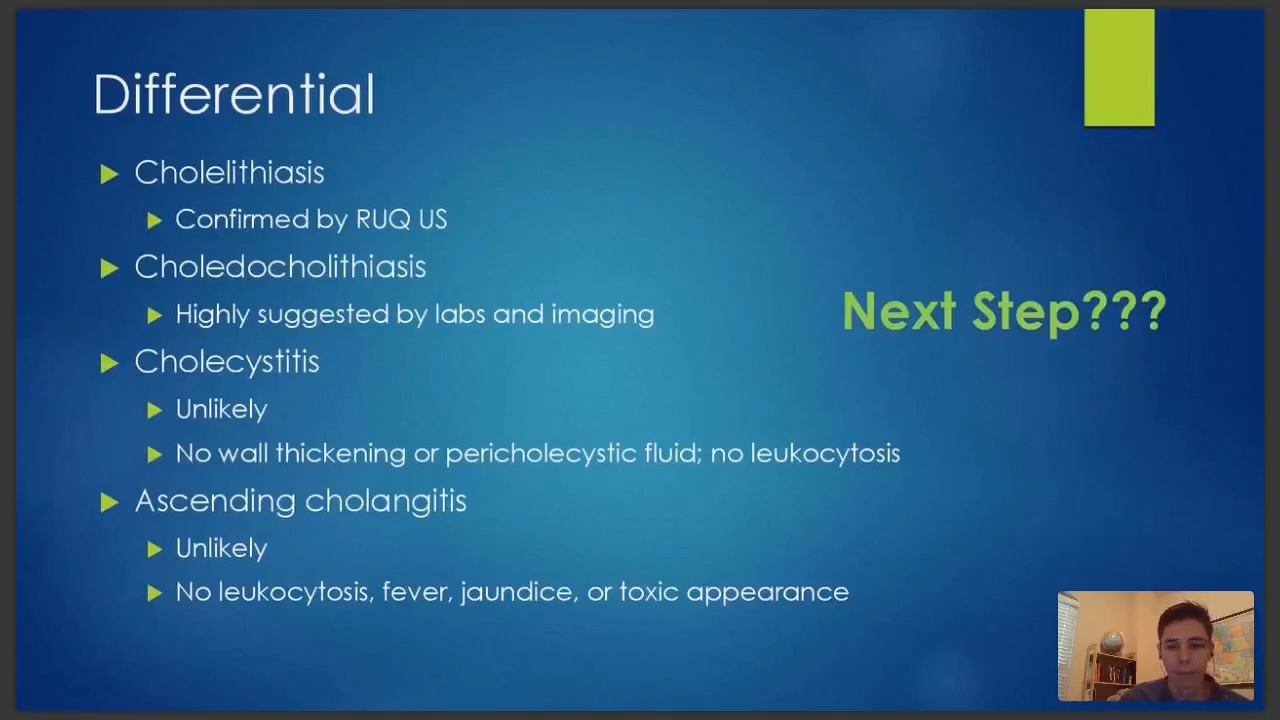 Differential
Cholelithiasis
Confirmed by RUQ US
Choledocholithiasis
Highly suggested by labs and imaging
Next Step???
Cholecystitis
Unlikely
No wall thickening or pericholecystic fluid; no leukocytosis
Ascending cholangitis
Unlikely
No leukocytosis, fever, jaundice, or toxic appearance